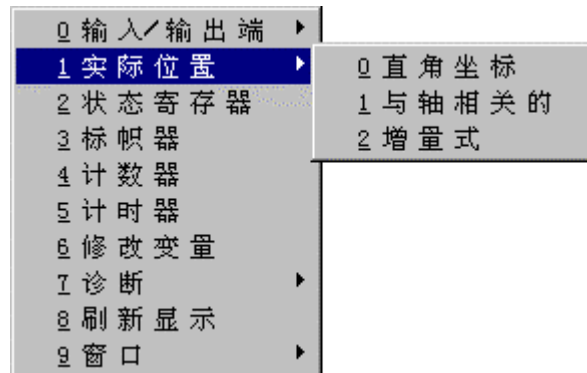 0 输入/输出端
1 实际位置
2 状态寄存器
3 标帜器
4 计数器
5 计时器
6 修改变量
7 诊断
8 刷新显示
9 窗口
0 直角坐标
1 与轴相关的
2 增量式